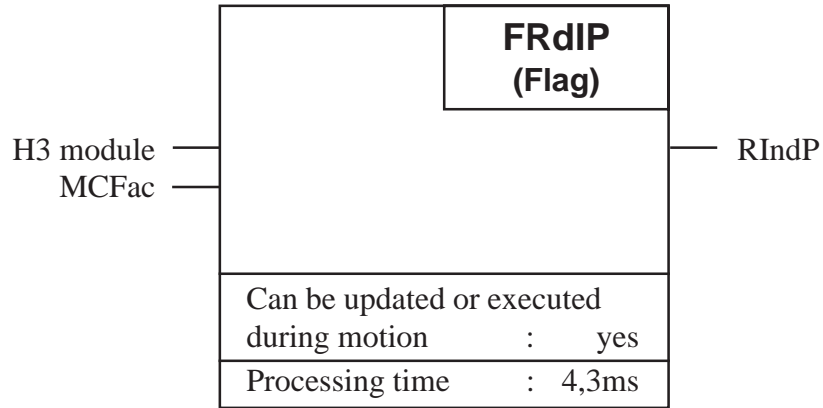 FRdIP
(Flag)
H3 module
RIndP
MCFac
Can be updated or executed
during motion : yes
Processing time : 4,3ms